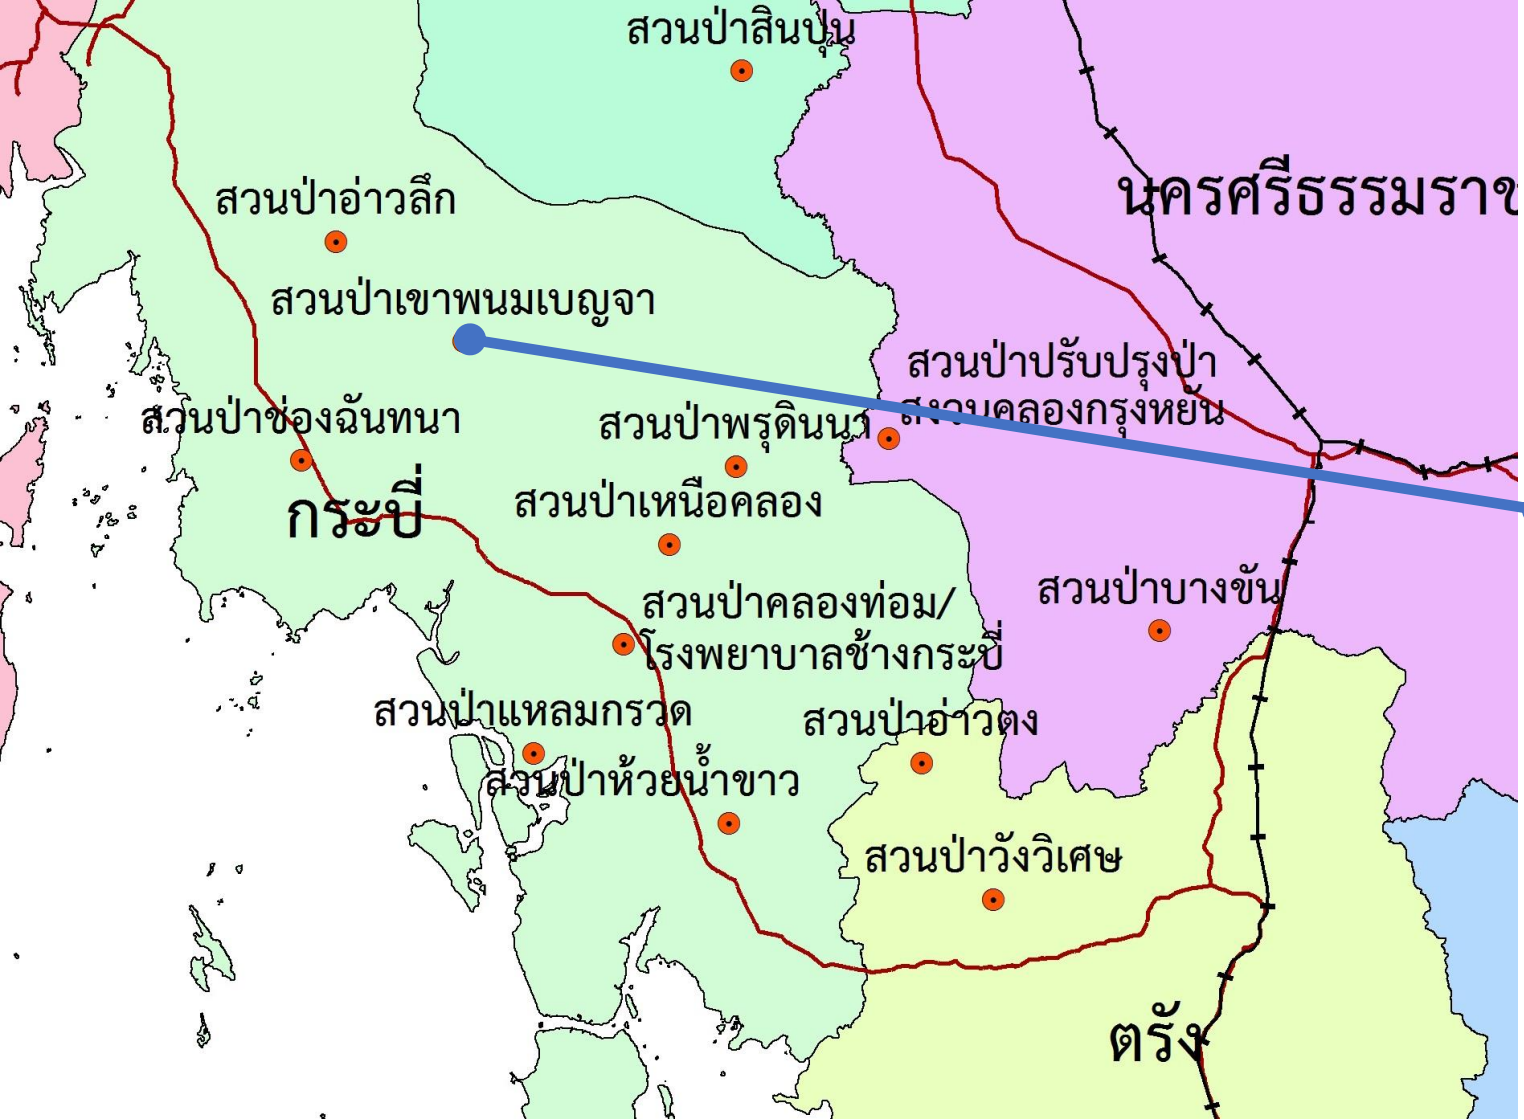 สวนป่าสินปุน
นครศรีธรรมราช
สวนป่าอ่าวลึก
สวนป่าเขาพนมเบญจา
สวนป่าปรับปรุงป่า
สงวนคลองกรุงหยัน
สวนป่าช่องฉันทนา
สวนป่าพรุดินนา
กระบี่
สวนป่าเหนือคลอง
สวนป่าคลองท่อม/
โรงพยาบาลช้างกระบี่
สวนป่าบางขัน
สวนป่าแหลมกรวด
สวนป่าอ่าวตง
สวนป่าห้วยน้ำขาว
สวนป่าวังวิเศษ
ตรัง